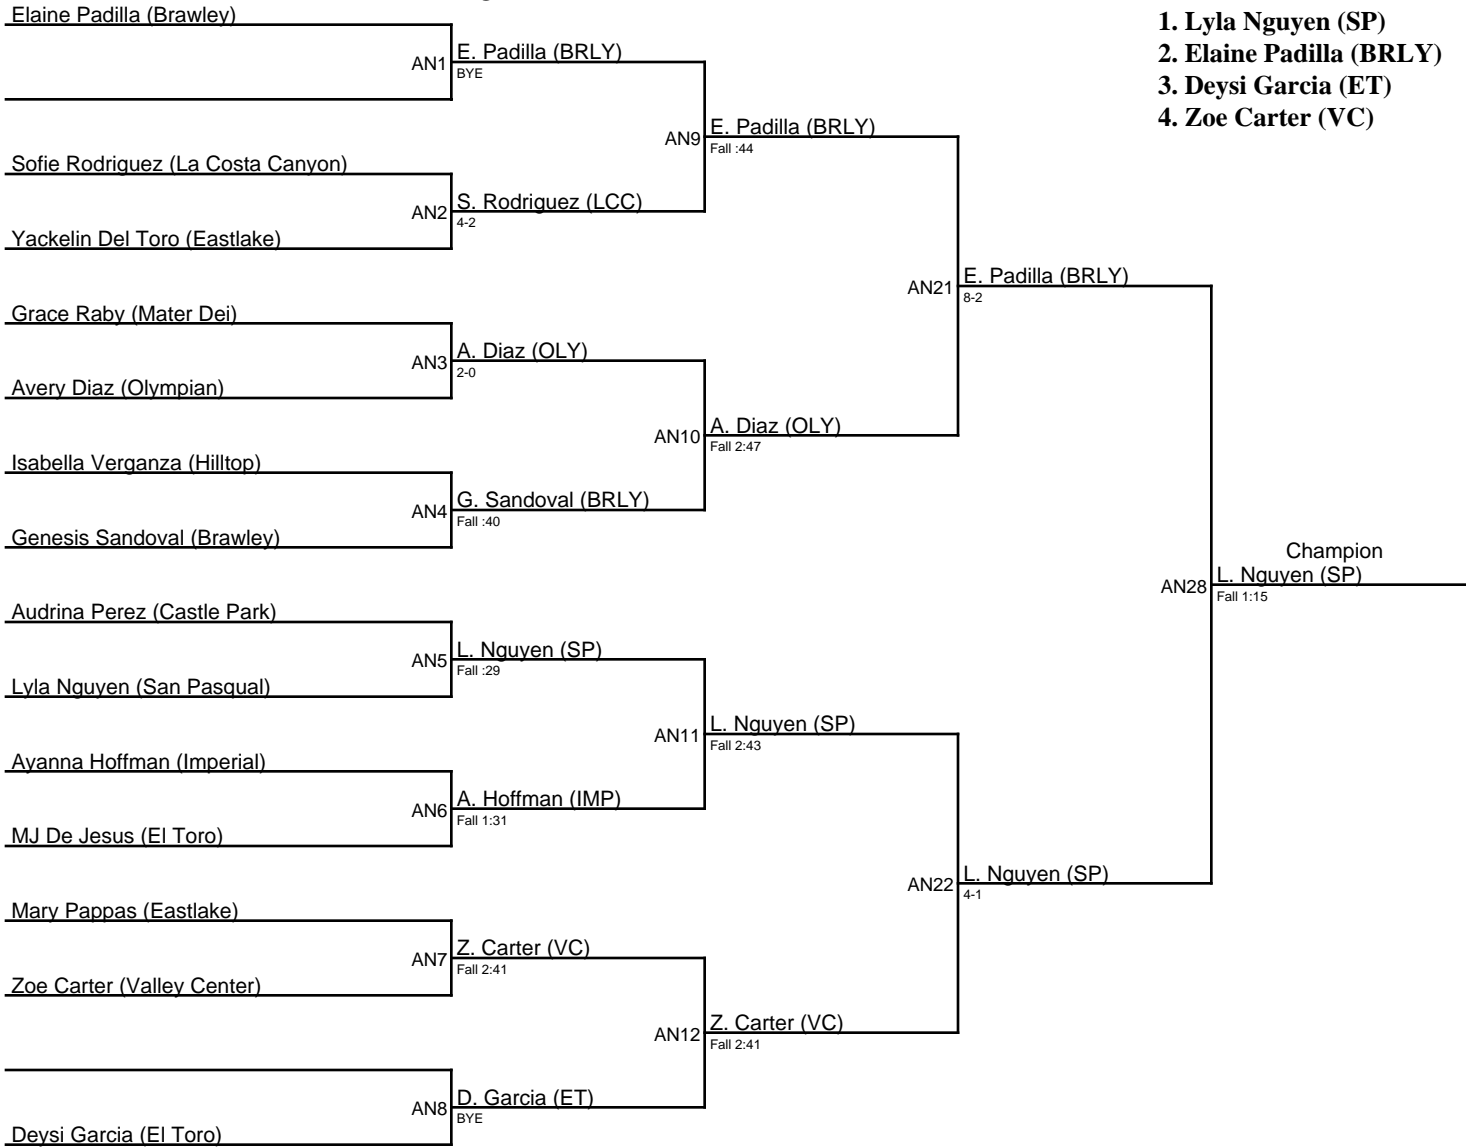 Elaine Padilla (Brawley)
AN1
E. Padilla (BRLY)
BYE
Sofie Rodriguez (La Costa Canyon)
AN2
S. Rodriguez (LCC)
4-2
Yackelin Del Toro (Eastlake)
AN9
E. Padilla (BRLY)
Fall :44
Grace Raby (Mater Dei)
AN3
A. Diaz (OLY)
2-0
Avery Diaz (Olympian)
Isabella Verganza (Hilltop)
AN4
G. Sandoval (BRLY)
Fall :40
Genesis Sandoval (Brawley)
AN10
A. Diaz (OLY)
Fall 2:47
AN21
E. Padilla (BRLY)
8-2
Audrina Perez (Castle Park)
AN5
L. Nguyen (SP)
Fall :29
Lyla Nguyen (San Pasqual)
Ayanna Hoffman (Imperial)
AN6
A. Hoffman (IMP)
Fall 1:31
MJ De Jesus (El Toro)
AN11
L. Nguyen (SP)
Fall 2:43
Mary Pappas (Eastlake)
AN7
Z. Carter (VC)
Fall 2:41
Zoe Carter (Valley Center)
AN8
D. Garcia (ET)
BYE
Deysi Garcia (El Toro)
AN12
Z. Carter (VC)
Fall 2:41
AN22
L. Nguyen (SP)
4-1
Champion
AN28
L. Nguyen (SP)
Fall 1:15
1. Lyla Nguyen (SP)
2. Elaine Padilla (BRLY)
3. Deysi Garcia (ET)
4. Zoe Carter (VC)